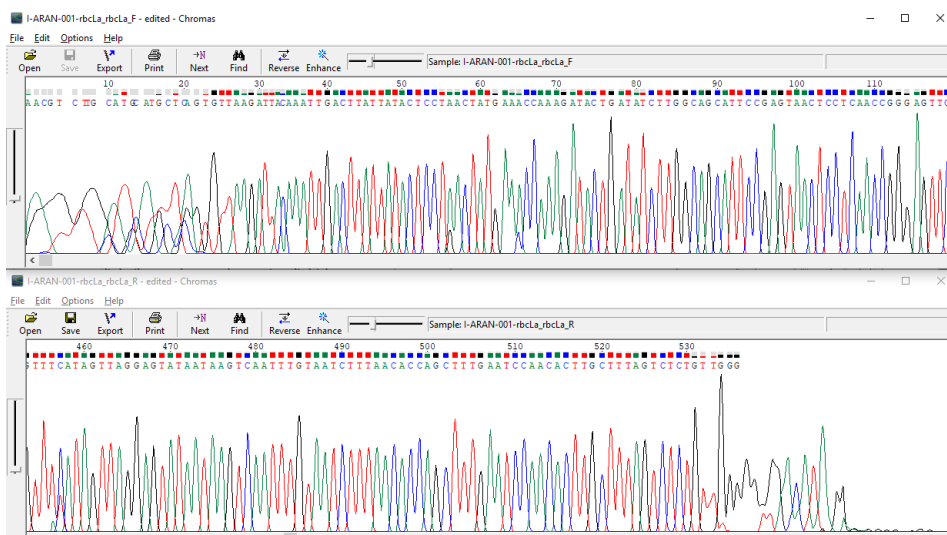 I-ARAN-001-rbcLa_F - edited - Chromas
File Edit Options Help
Open Save Export Print Next Find Reverse Enhance Sample: I-ARAN-001-rbcLa_rbcLa_F
10 20 30 40 50 60 70 80 90 100 110
AACGT CTTG CATGCATGCTCAGTGTTAAGATTACAAATTGACTTATTATACTCCTAACTATGAAACCAAAGATACTGATATCTTGGCAGCATTCCGAGTAACTCCTCAACCGGGAGTTC
I-ARAN-001-rbcLa_rbcLa_R - edited - Chromas
File Edit Options Help
Open Save Export Print Next Find Reverse Enhance Sample: I-ARAN-001-rbcLa_rbcLa_R
460 470 480 490 500 510 520 530
GTTTCATAGTTAGGAGTATAATAAGTCAATTTGTAATCTTTAACACCAGCTTTGAATCCAACACTTGCTTTAGTCTCTGTTGGG